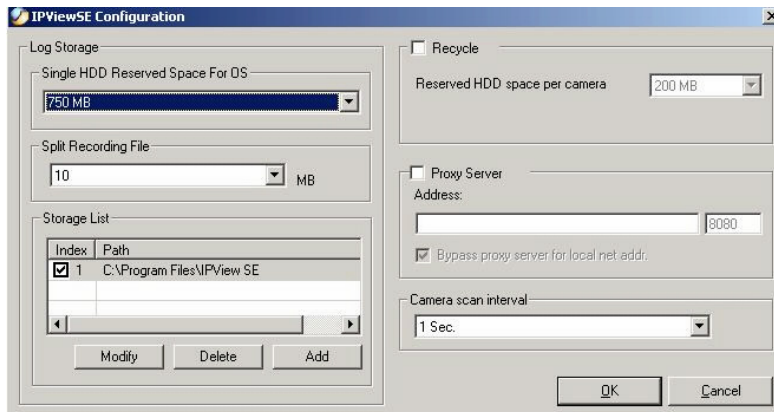 IPViewSE Configuration
Log Storage
Single HDD Reserved Space For OS
750 MB
Split Recording File
10 MB
Storage List
Index Path
1 C:\Program Files\IPView SE
Modify Delete Add
Recycle
Reserved HDD space per camera 200 MB
Proxy Server
Address:
8080
Bypass proxy server for local net addr.
Camera scan interval
1 Sec.
OK Cancel